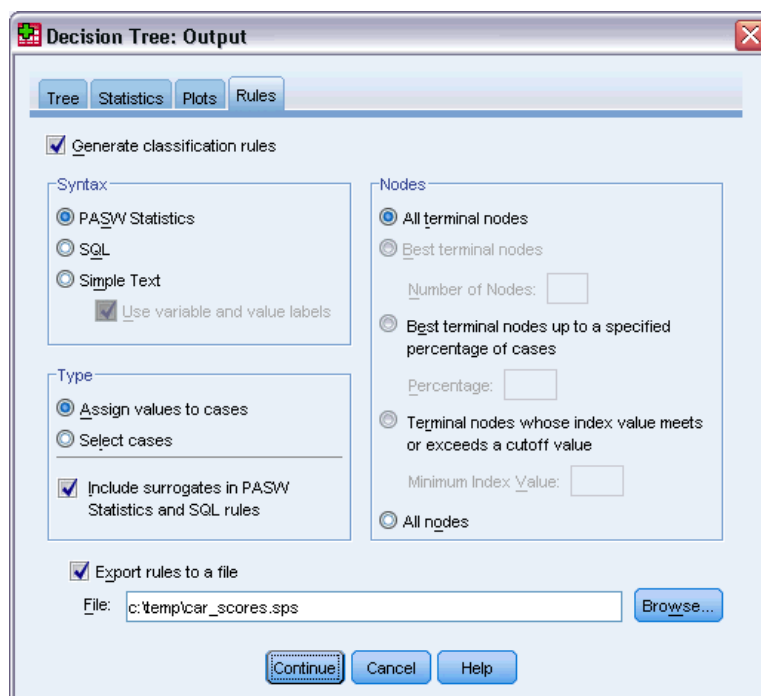 Decision Tree: Output
Tree
Statistics
Plots
Rules
Generate classification rules
Syntax
PASW Statistics
SQL
Simple Text
Use variable and value labels
Type
Assign values to cases
Select cases
Include surrogates in PASW
Statistics and SQL rules
Nodes
All terminal nodes
Best terminal nodes
Number of Nodes:
Best terminal nodes up to a specified
percentage of cases
Percentage:
Terminal nodes whose index value meets
or exceeds a cutoff value
Minimum Index Value:
All nodes
Export rules to a file
File: c:\temp\car_scores.sps
Browse...
Continue
Cancel
Help